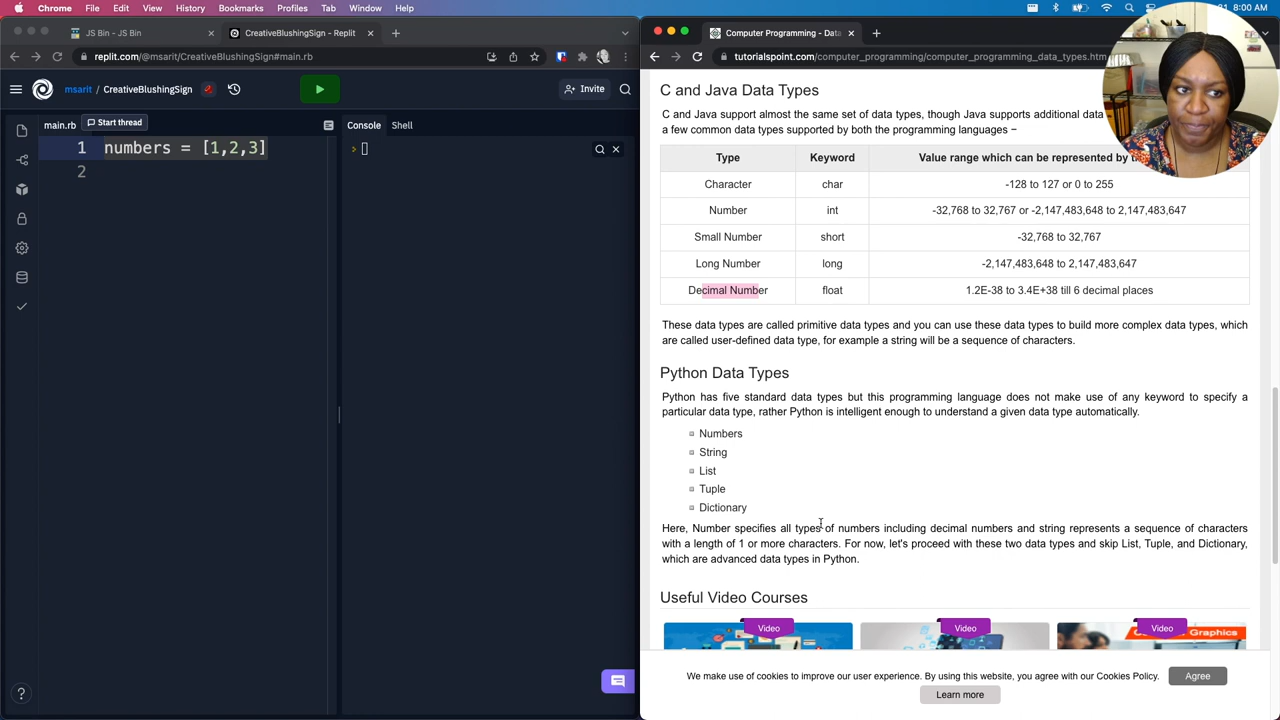 JS Bin - JS Bin
CreativeBlushingSign - Replit
replit.com/@msarit/CreativeBlushingSign#main.rb
msarit / CreativeBlushingSign
Invite
main.rb
Start thread
Console
Shell
1 numbers = [1,2,3]
2
8:00 AM
Computer Programming - Data
tutorialspoint.com/computer_programming/computer_programming_data_types.htm
C and Java Data Types
C and Java support almost the same set of data types, though Java supports additional data
a few common data types supported by both the programming languages −
Type Keyword Value range which can be represented by
Character char -128 to 127 or 0 to 255
Number int -32,768 to 32,767 or -2,147,483,648 to 2,147,483,647
Small Number short -32,768 to 32,767
Long Number long -2,147,483,648 to 2,147,483,647
Decimal Number float 1.2E-38 to 3.4E+38 till 6 decimal places
These data types are called primitive data types and you can use these data types to build more complex data types, which
are called user-defined data type, for example a string will be a sequence of characters.
Python Data Types
Python has five standard data types but this programming language does not make use of any keyword to specify a
particular data type, rather Python is intelligent enough to understand a given data type automatically.
Numbers
String
List
Tuple
Dictionary
Here, Number specifies all types of numbers including decimal numbers and string represents a sequence of characters
with a length of 1 or more characters. For now, let's proceed with these two data types and skip List, Tuple, and Dictionary,
which are advanced data types in Python.
Useful Video Courses
Video
Video
Video
Graphics
We make use of cookies to improve our user experience. By using this website, you agree with our Cookies Policy.
Agree
Learn more